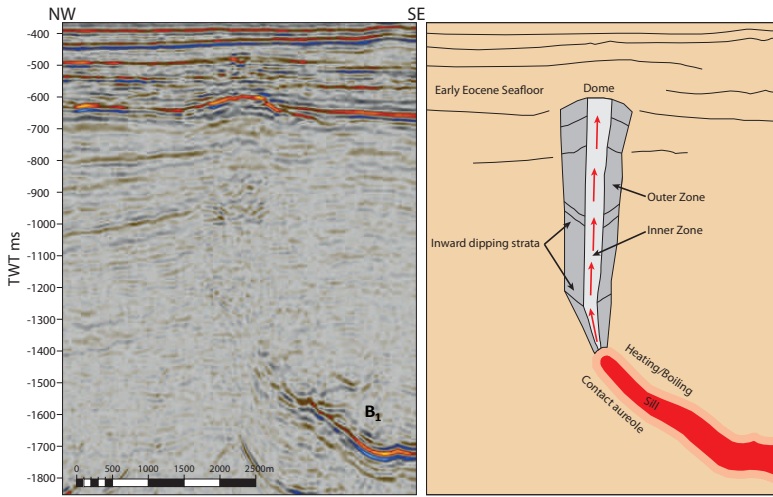 NW
SE
-400
-500
-600
-700
-800
-900
-1000
-1100
-1200
-1300
-1400
-1500
-1600
-1700
-1800
TWT ms
B1
0 500 1000 1500 2000 2500m
Early Eocene Seafloor
Dome
Outer Zone
Inner Zone
Inward dipping strata
Heating/Boiling
Sill
Contact aureole